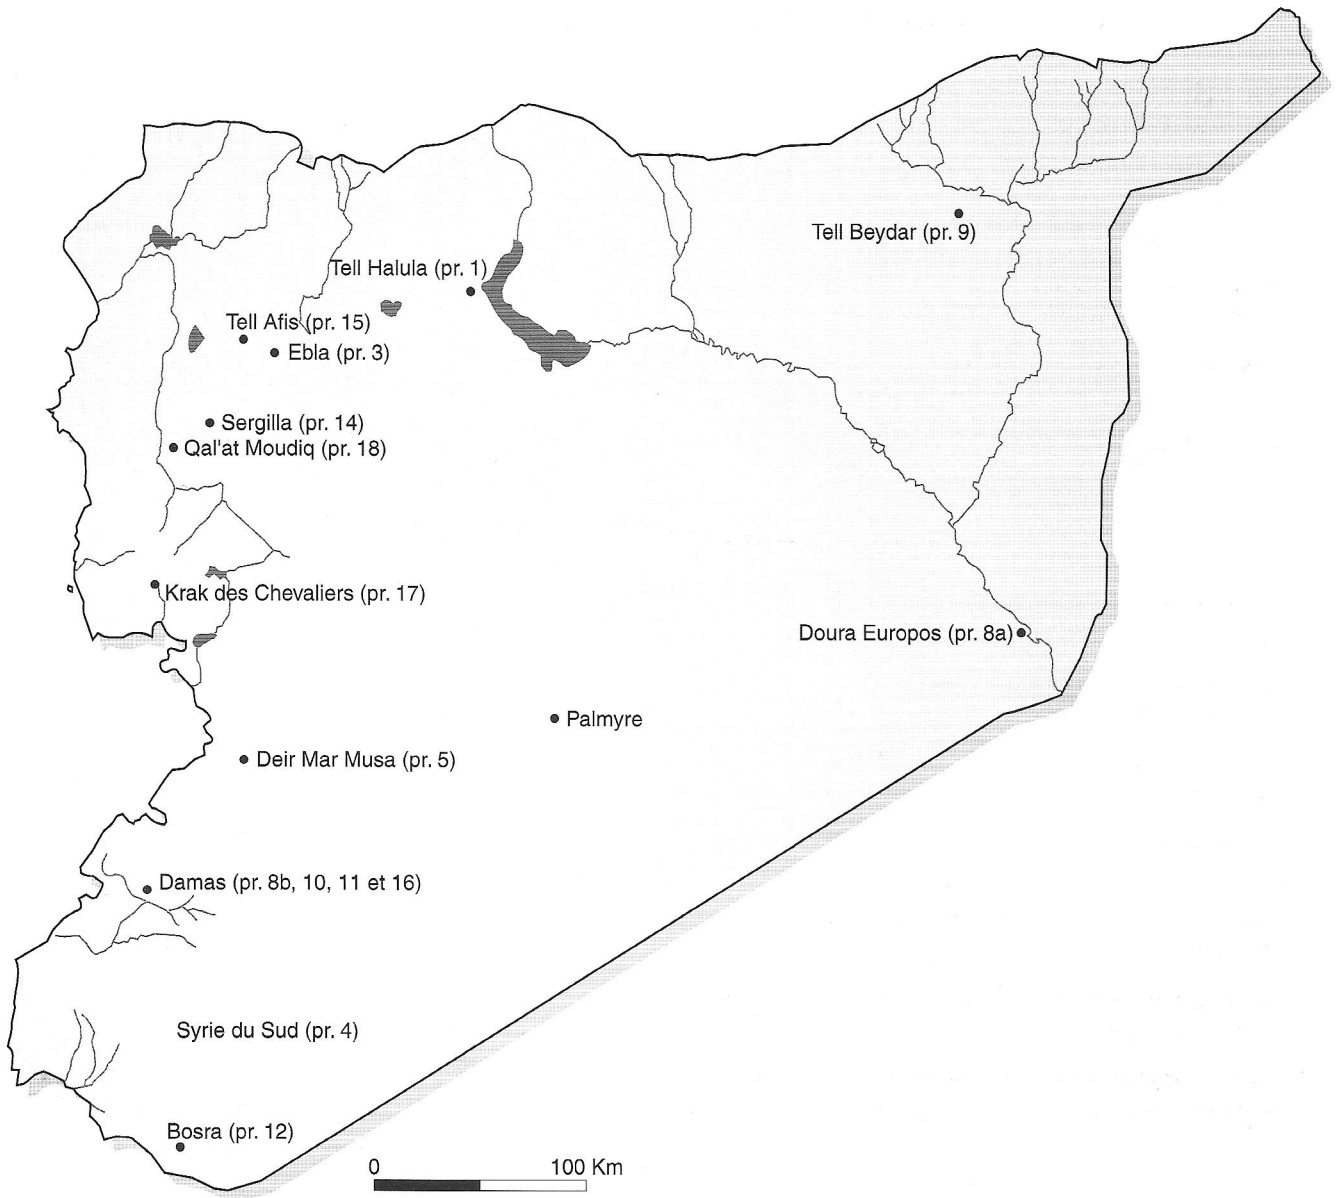 Tell Beydar (pr. 9)
Tell Halula (pr. 1)
Tell Afis (pr. 15)
Ebla (pr. 3)
Sergilla (pr. 14)
Qal'at Moudiq (pr. 18)
Krak des Chevaliers (pr. 17)
Doura Europos (pr. 8a)
Palmyre
Deir Mar Musa (pr. 5)
Damas (pr. 8b, 10, 11 et 16)
Syrie du Sud (pr. 4)
Bosra (pr. 12)
0 100 Km